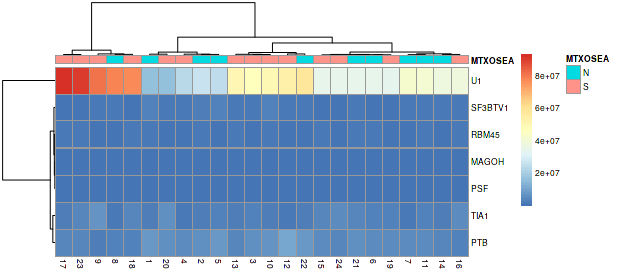 MTXOSEA
U1
SF3BTV1
RBM45
MAGOH
PSF
TIA1
PTB
17 23 9 8 18 1 20 4 2 5 13 3 10 12 22 15 24 21 6 19 7 11 14 16
8e+07
6e+07
4e+07
2e+07
MTXOSEA
N
S